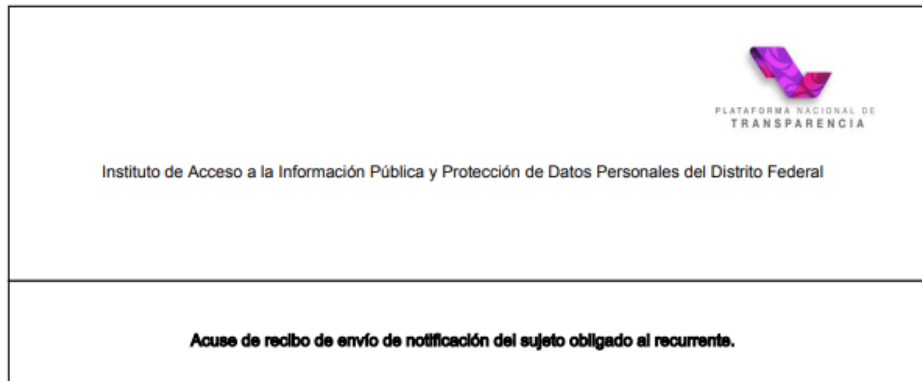 PLATAFORMA NACIONAL DE
TRANSPARENCIA
Instituto de Acceso a la Información Pública y Protección de Datos Personales del Distrito Federal
Acuse de recibo de envío de notificación del sujeto obligado al recurrente.